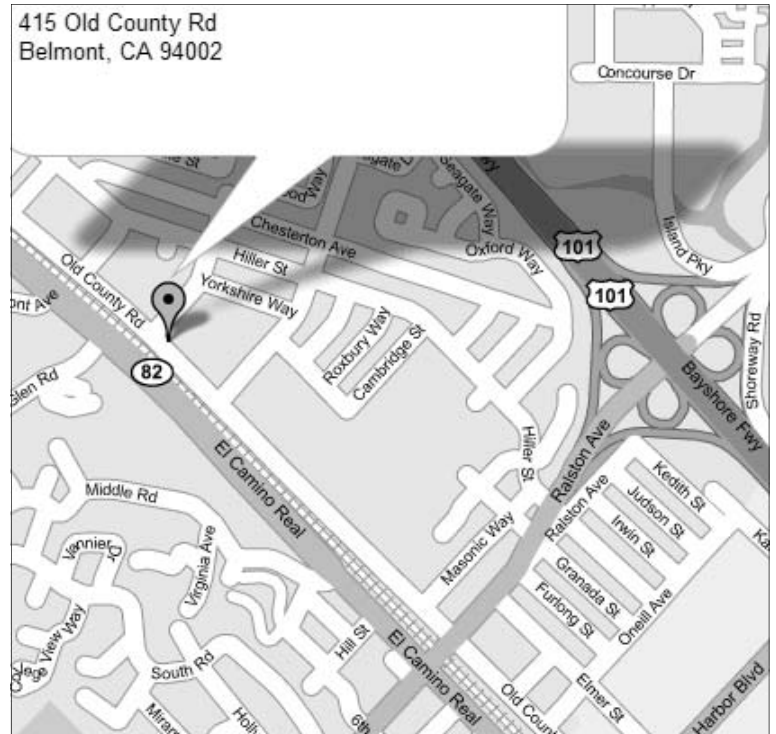 415 Old County Rd
Belmont, CA 94002
Concourse Dr
Seagate Way
Chesterton Ave
Oxford Way
101
Island Pky
Hiller St
Old County Rd
Yorkshire Way
101
Roxbury Way
Shoreway Rd
Cambridge St
82
Glen Rd
Bayshore Fwy
Hiller St
Ralston Ave
El Camino Real
Kedith St
Middle Rd
Ralston Ave
Judson St
Irwin St
Masonic Way
Vannier Dr
Virginia Ave
Granada St
Furlong St
Oneill Ave
Hill St
El Camino Real
View Way
South Rd
Elmer St
Harbor Blvd
Old Count
6th